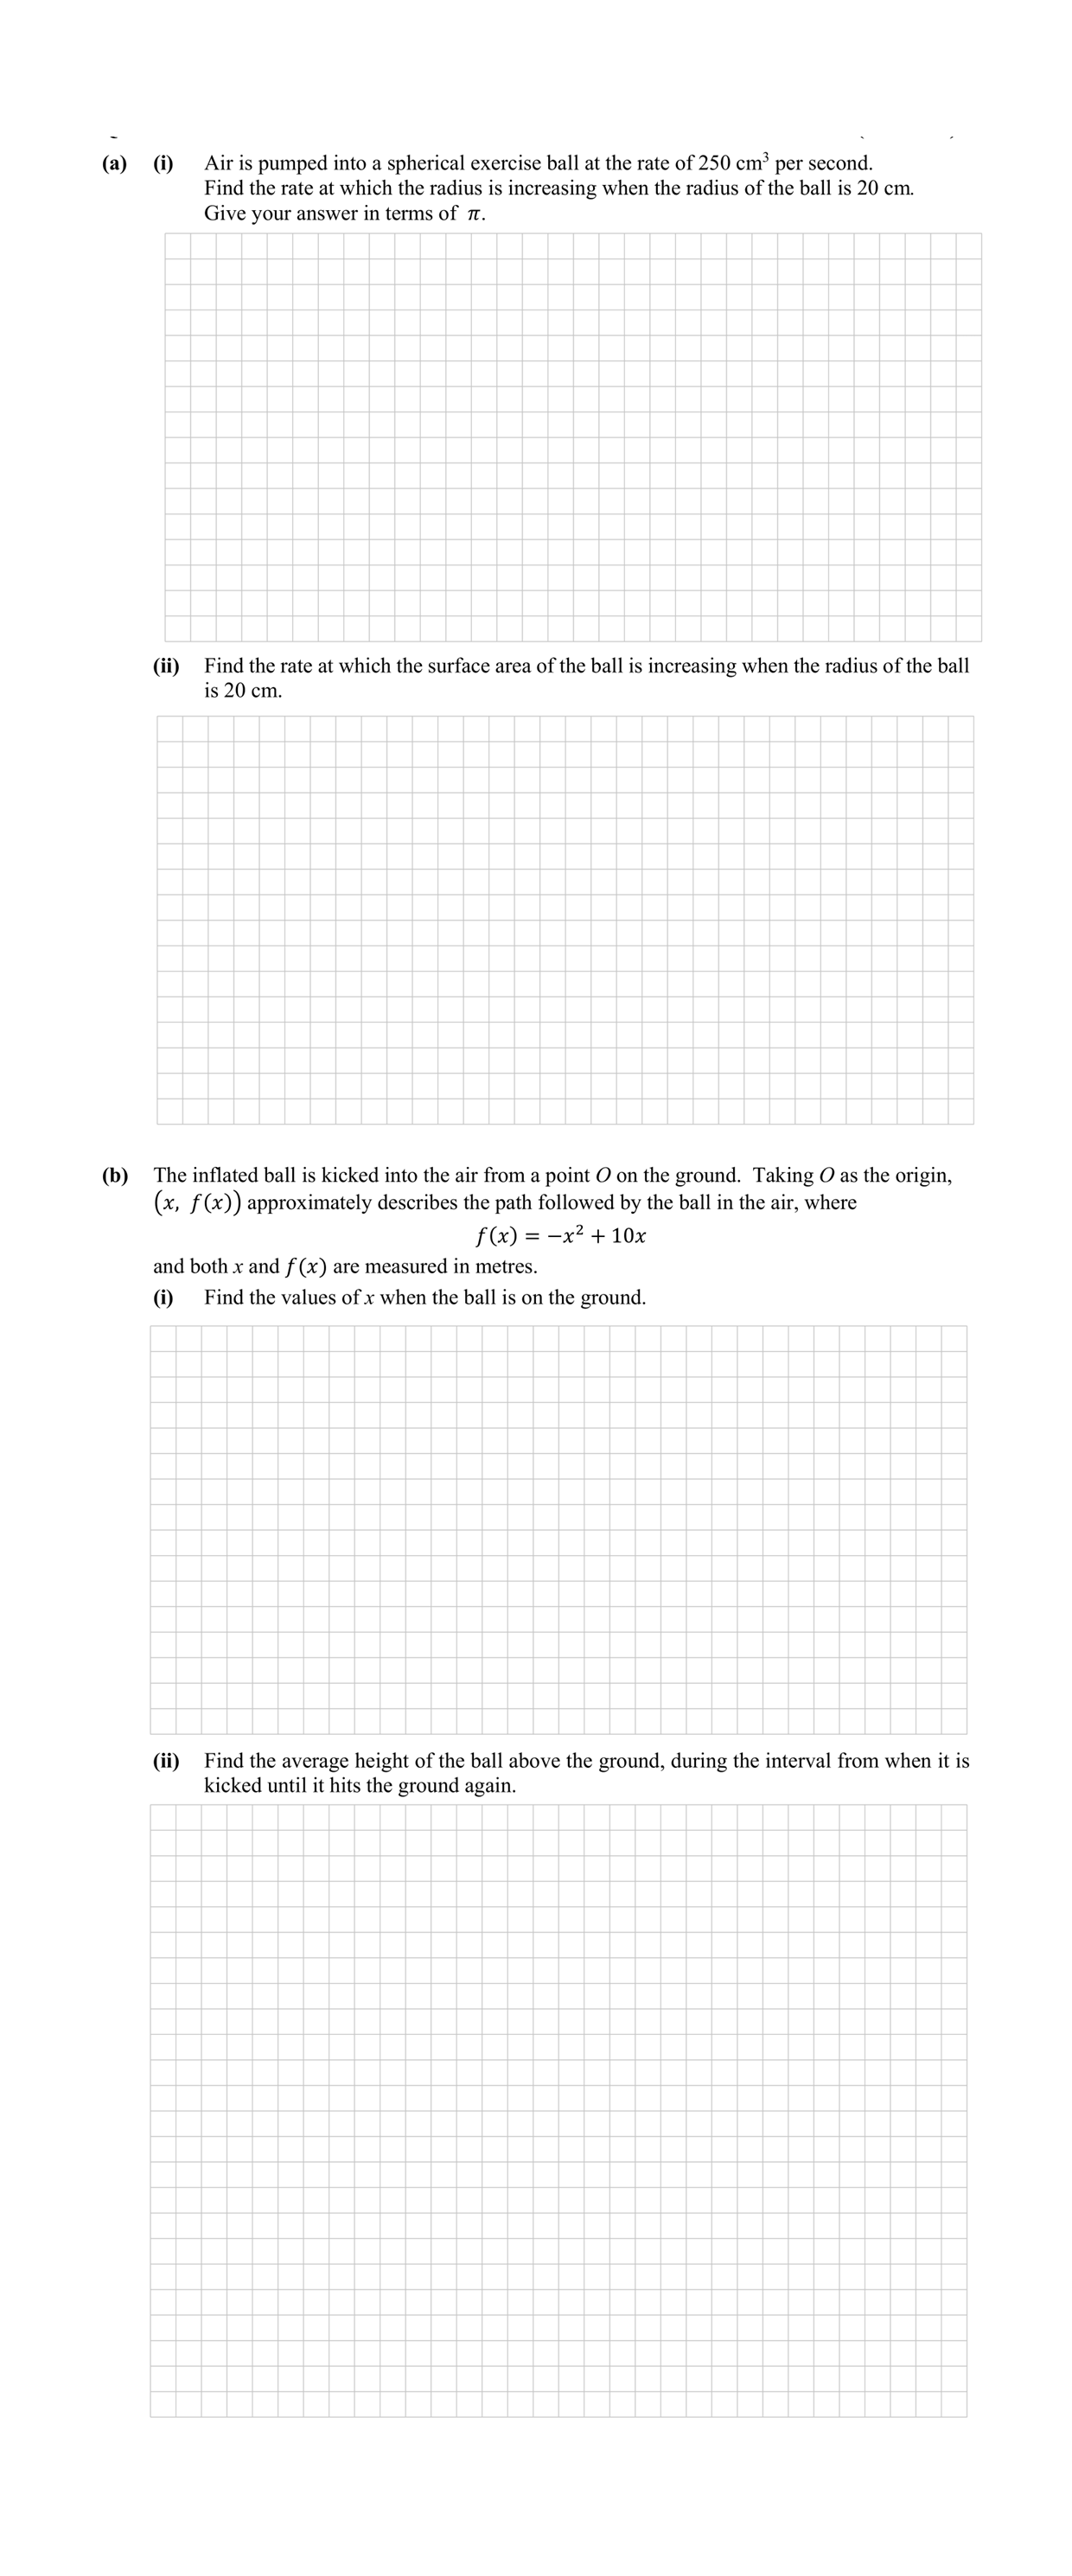 (a) (i) Air is pumped into a spherical exercise ball at the rate of 250 cm³ per second.
Find the rate at which the radius is increasing when the radius of the ball is 20 cm.
Give your answer in terms of π.
(ii) Find the rate at which the surface area of the ball is increasing when the radius of the ball
is 20 cm.
(b) The inflated ball is kicked into the air from a point O on the ground. Taking O as the origin,
(x, f(x)) approximately describes the path followed by the ball in the air, where
f(x) = −x² + 10x
and both x and f(x) are measured in metres.
(i) Find the values of x when the ball is on the ground.
(ii) Find the average height of the ball above the ground, during the interval from when it is
kicked until it hits the ground again.